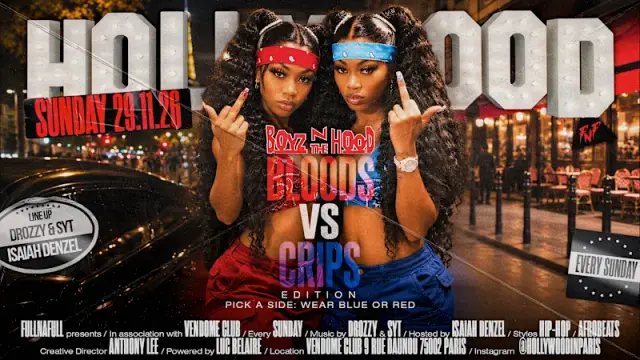 HOLLYWOOD
SUNDAY 29.11.26
BOYZ N THE HOOD
BLOODS
VS
CRIPS
EDITION
PICK A SIDE: WEAR BLUE OR RED
LINE UP
DROZZY & SYT
ISAIAH DENZEL
EVERY SUNDAY
FULLNAFULL presents / In association with VENDOME CLUB / Every SUNDAY / Music by DROZZY & SYT / Hosted by ISAIAH DENZEL / Styles HIP-HOP / AFROBEATS
Creative Director ANTHONY LEE / Powered by LUC BELAIRE / Location VENDOME CLUB 9 RUE DAUNOU 75002 PARIS / Instagram @HOLLYWOODINPARIS